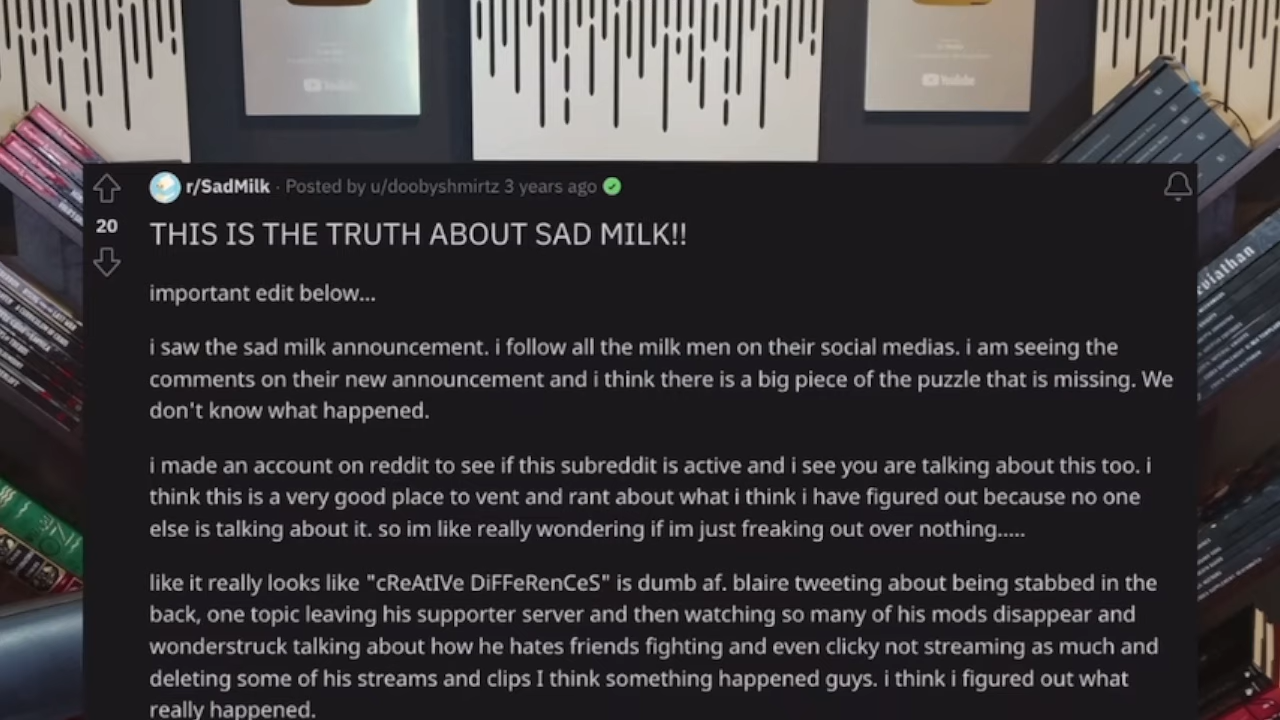 YouTube
YouTube
r/SadMilk · Posted by u/doobyshmirtz 3 years ago
20
THIS IS THE TRUTH ABOUT SAD MILK!!
important edit below...
i saw the sad milk announcement. i follow all the milk men on their social medias. i am seeing the
comments on their new announcement and i think there is a big piece of the puzzle that is missing. We
don't know what happened.
i made an account on reddit to see if this subreddit is active and i see you are talking about this too. i
think this is a very good place to vent and rant about what i think i have figured out because no one
else is talking about it. so im like really wondering if im just freaking out over nothing.....
like it really looks like "cReAtIVe DiFFeRenCeS" is dumb af. blaire tweeting about being stabbed in the
back, one topic leaving his supporter server and then watching so many of his mods disappear and
wonderstruck talking about how he hates friends fighting and even clicky not streaming as much and
deleting some of his streams and clips I think something happened guys. i think i figured out what
really happened.